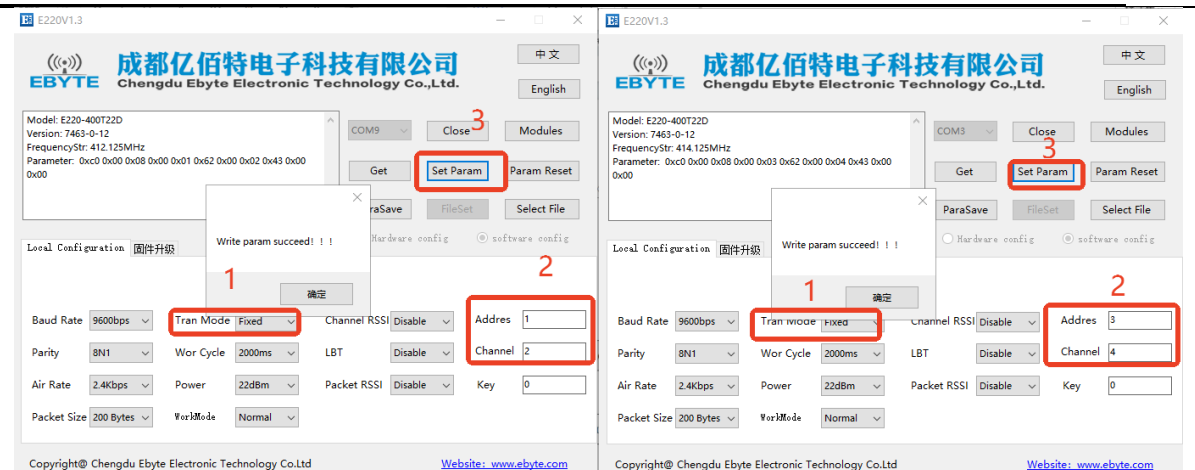 E220V1.3
((·)) EBYTE 成都亿佰特电子科技有限公司
Chengdu Ebyte Electronic Technology Co.,Ltd.
中文
English
Model: E220-400T22D
Version: 7463-0-12
FrequencyStr: 412.125MHz
Parameter: 0xc0 0x00 0x08 0x00 0x01 0x62 0x00 0x02 0x43 0x00
0x00
3
COM9 Close Modules
Get Set Param Param Reset
ParaSave FileSet Select File
Hardware config software config
Write param succeed! ! !
确定
Local Configuration 固件升级
1
2
Baud Rate 9600bps Tran Mode Fixed Channel RSSI Disable Addres 1
Parity 8N1 Wor Cycle 2000ms LBT Disable Channel 2
Air Rate 2.4Kbps Power 22dBm Packet RSSI Disable Key 0
Packet Size 200 Bytes WorkMode Normal
Copyright@ Chengdu Ebyte Electronic Technology Co.Ltd Website: www.ebyte.com
E220V1.3
((·)) EBYTE 成都亿佰特电子科技有限公司
Chengdu Ebyte Electronic Technology Co.,Ltd.
中文
English
Model: E220-400T22D
Version: 7463-0-12
FrequencyStr: 414.125MHz
Parameter: 0xc0 0x00 0x08 0x00 0x03 0x62 0x00 0x04 0x43 0x00
0x00
3
COM3 Close Modules
Get Set Param Param Reset
ParaSave FileSet Select File
Hardware config software config
Write param succeed! ! !
确定
Local Configuration 固件升级
1
2
Baud Rate 9600bps Tran Mode Fixed Channel RSSI Disable Addres 3
Parity 8N1 Wor Cycle 2000ms LBT Disable Channel 4
Air Rate 2.4Kbps Power 22dBm Packet RSSI Disable Key 0
Packet Size 200 Bytes WorkMode Normal
Copyright@ Chengdu Ebyte Electronic Technology Co.Ltd Website: www.ebyte.com